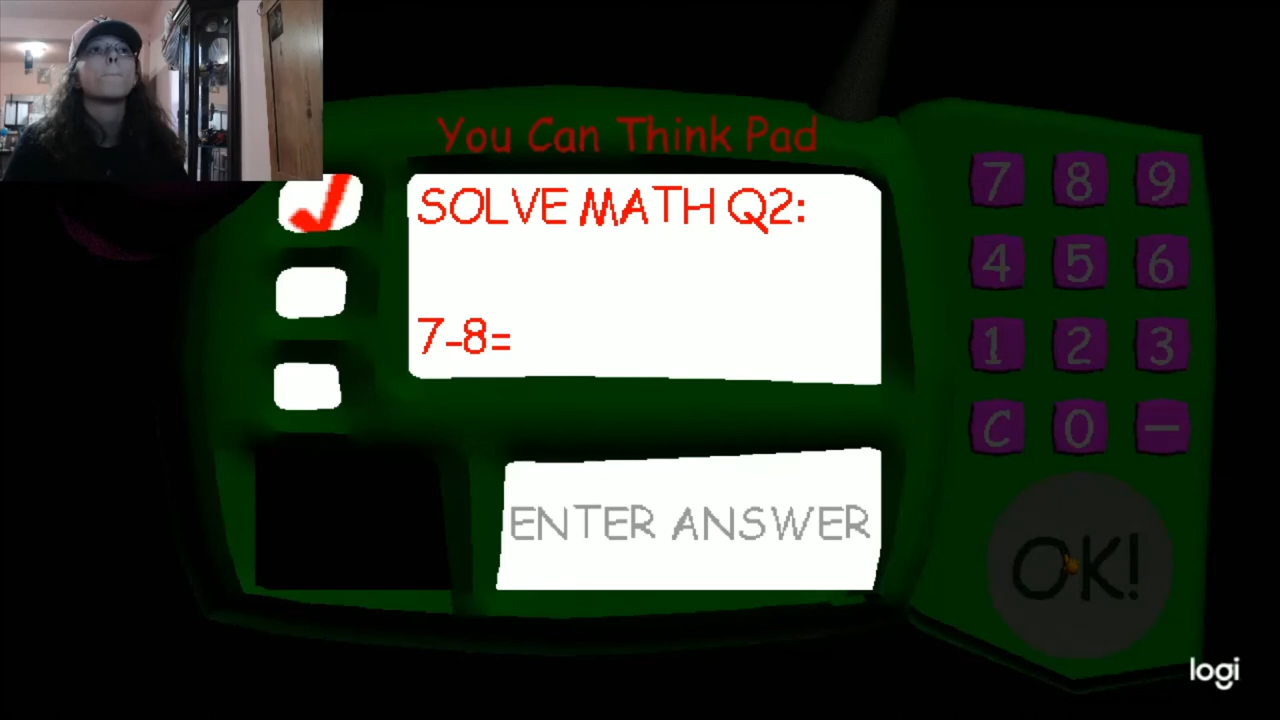 You Can Think Pad
SOLVE MATH Q2:
7-8=
ENTER ANSWER
7 8 9
4 5 6
1 2 3
C 0 -
OK!
logi